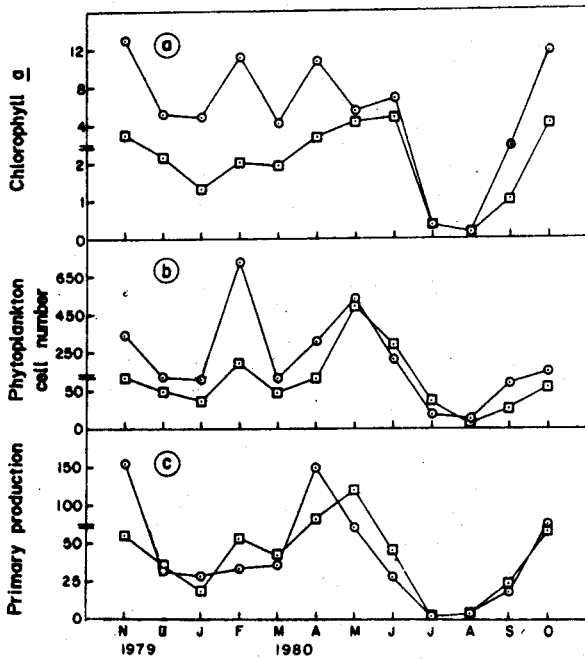 Chlorophyll a
12
8
4
2
1
0
a
Phytoplankton
cell number
650
450
250
50
0
b
Primary production
150
100
50
25
0
c
N D J F M A M J J A S O
1979 1980